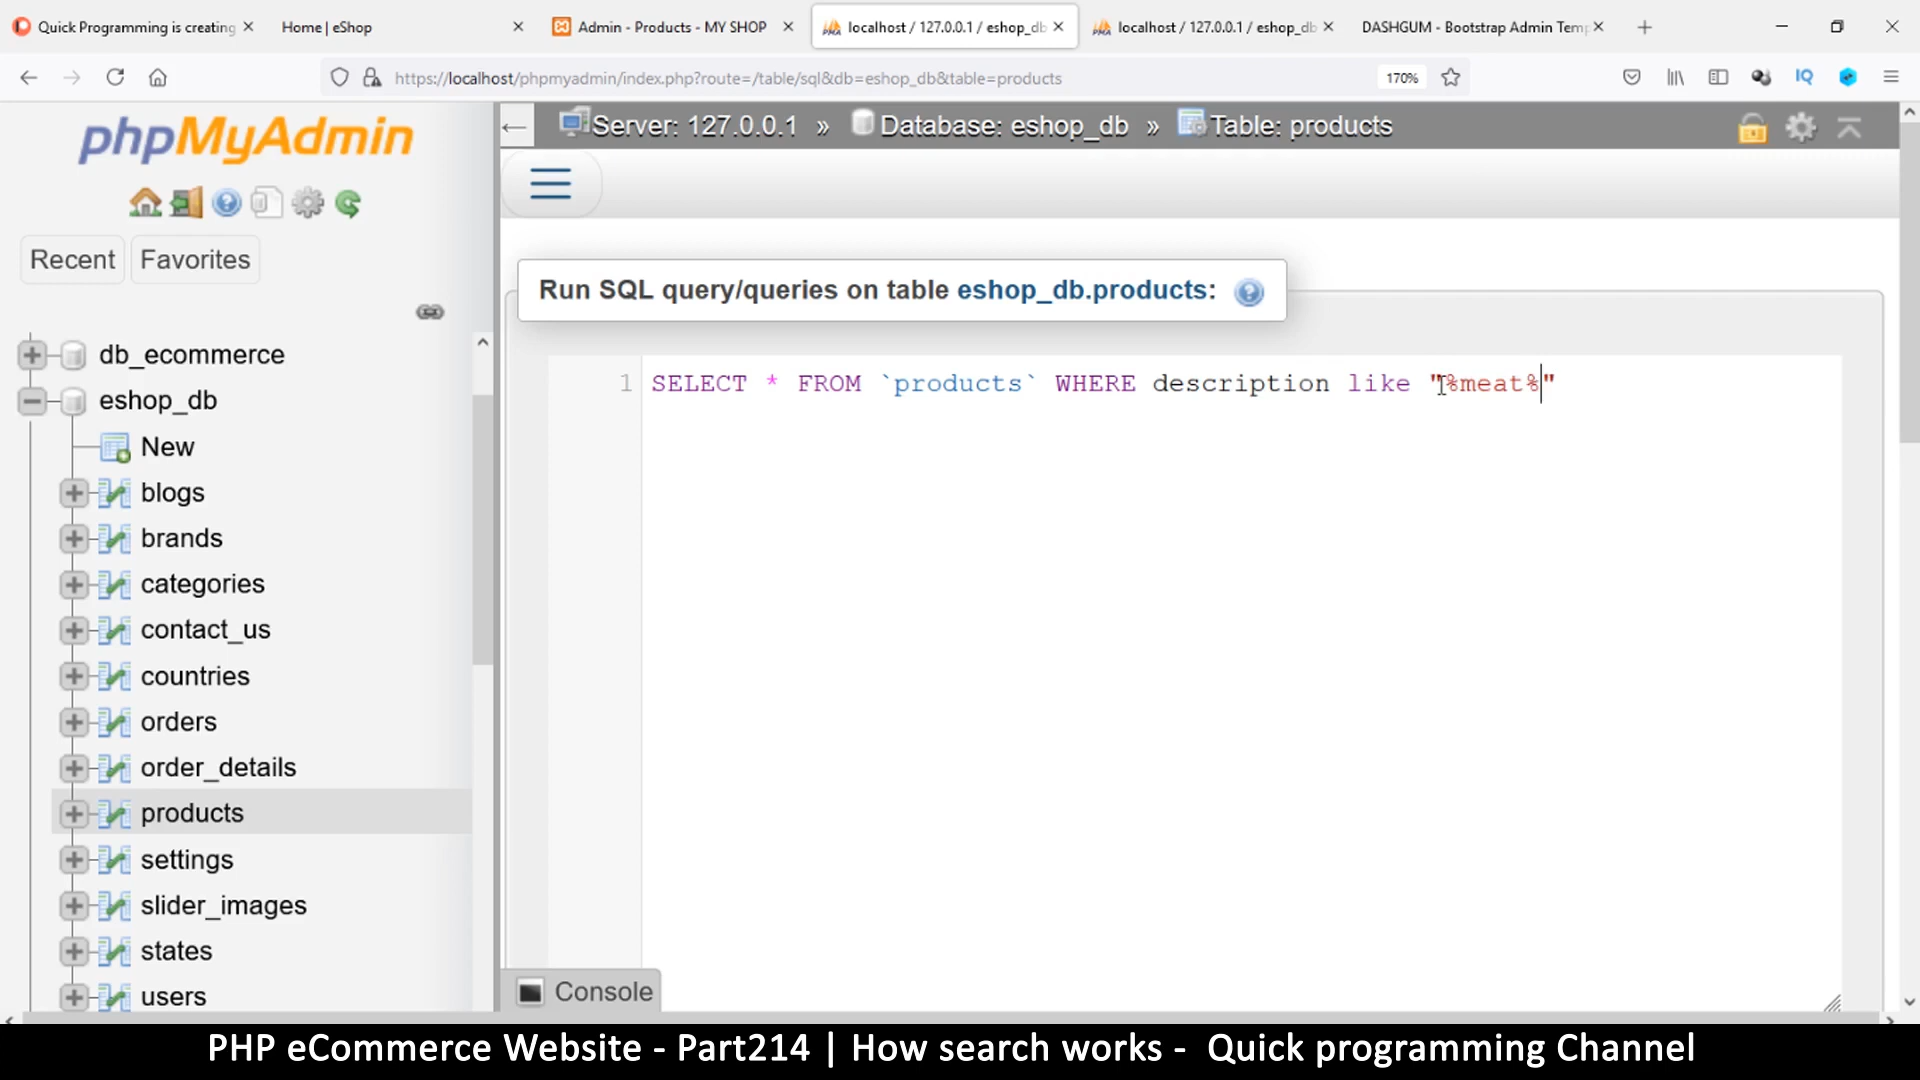 Quick Programming is creating
Home | eShop
Admin - Products - MY SHOP
localhost / 127.0.0.1 / eshop_db
localhost / 127.0.0.1 / eshop_db
DASHGUM - Bootstrap Admin Temp
https://localhost/phpmyadmin/index.php?route=/table/sql&db=eshop_db&table=products
170%
IQ
phpMyAdmin
Server: 127.0.0.1 » Database: eshop_db » Table: products
Recent
Favorites
Run SQL query/queries on table eshop_db.products:
1 SELECT * FROM `products` WHERE description like "%meat%"
db_ecommerce
eshop_db
New
blogs
brands
categories
contact_us
countries
orders
order_details
products
settings
slider_images
states
users
Console
PHP eCommerce Website - Part214 | How search works - Quick programming Channel